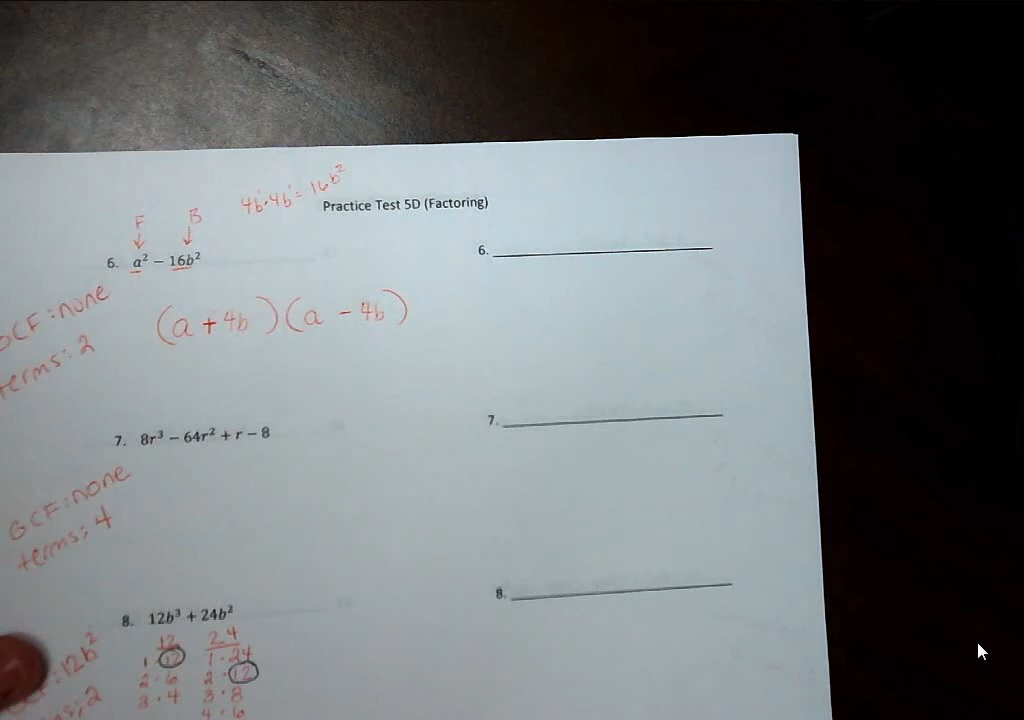 4b·4b = 16b²
Practice Test 5D (Factoring)
F B
6. a² − 16b²
6.
GCF: none
terms: 2
(a + 4b)(a − 4b)
7. 8r³ − 64r² + r − 8
7.
GCF: none
terms: 4
8. 12b³ + 24b²
8.
12 24
1 · 12 1 · 24
2 · 6 2 · 12
3 · 4 3 · 8
4 · 6
: 12b²
: 2